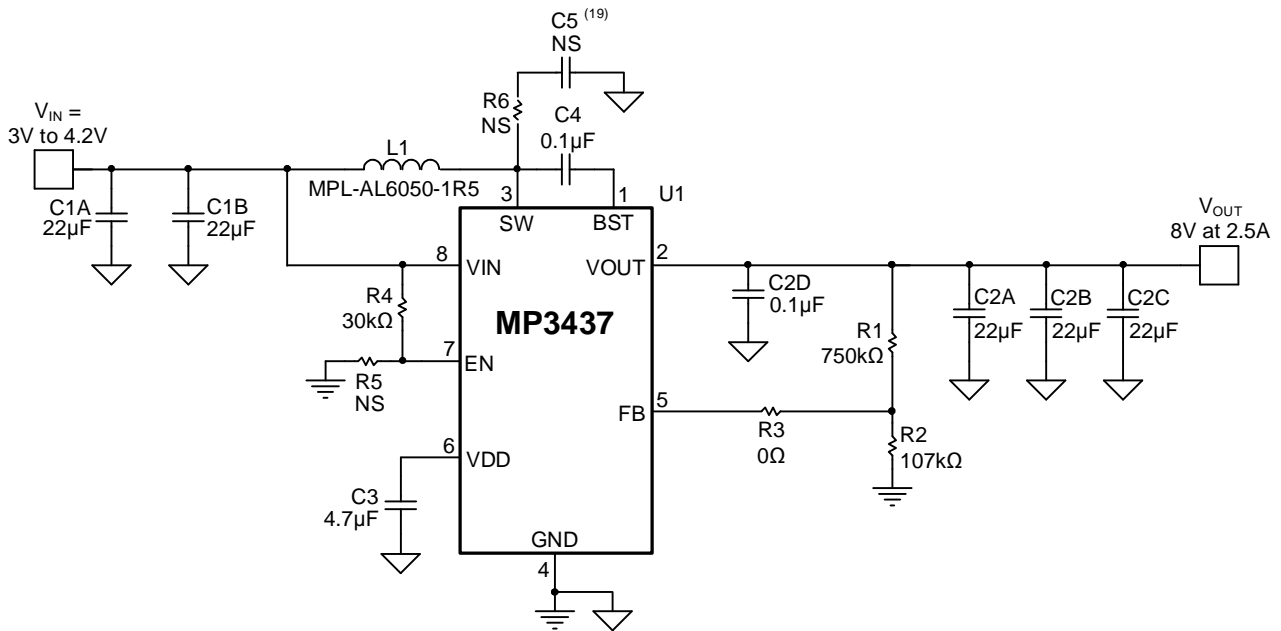 C5 (19)
NS
R6
NS
C4
0.1µF
VIN =
3V to 4.2V
L1
MPL-AL6050-1R5
C1A
22µF
C1B
22µF
3
SW
1
BST
U1
8
VIN
VOUT
2
VOUT
8V at 2.5A
R4
30kΩ
MP3437
C2D
0.1µF
C2A
22µF
C2B
22µF
C2C
22µF
R1
750kΩ
7
EN
R5
NS
FB
5
R3
0Ω
R2
107kΩ
6
VDD
C3
4.7µF
GND
4